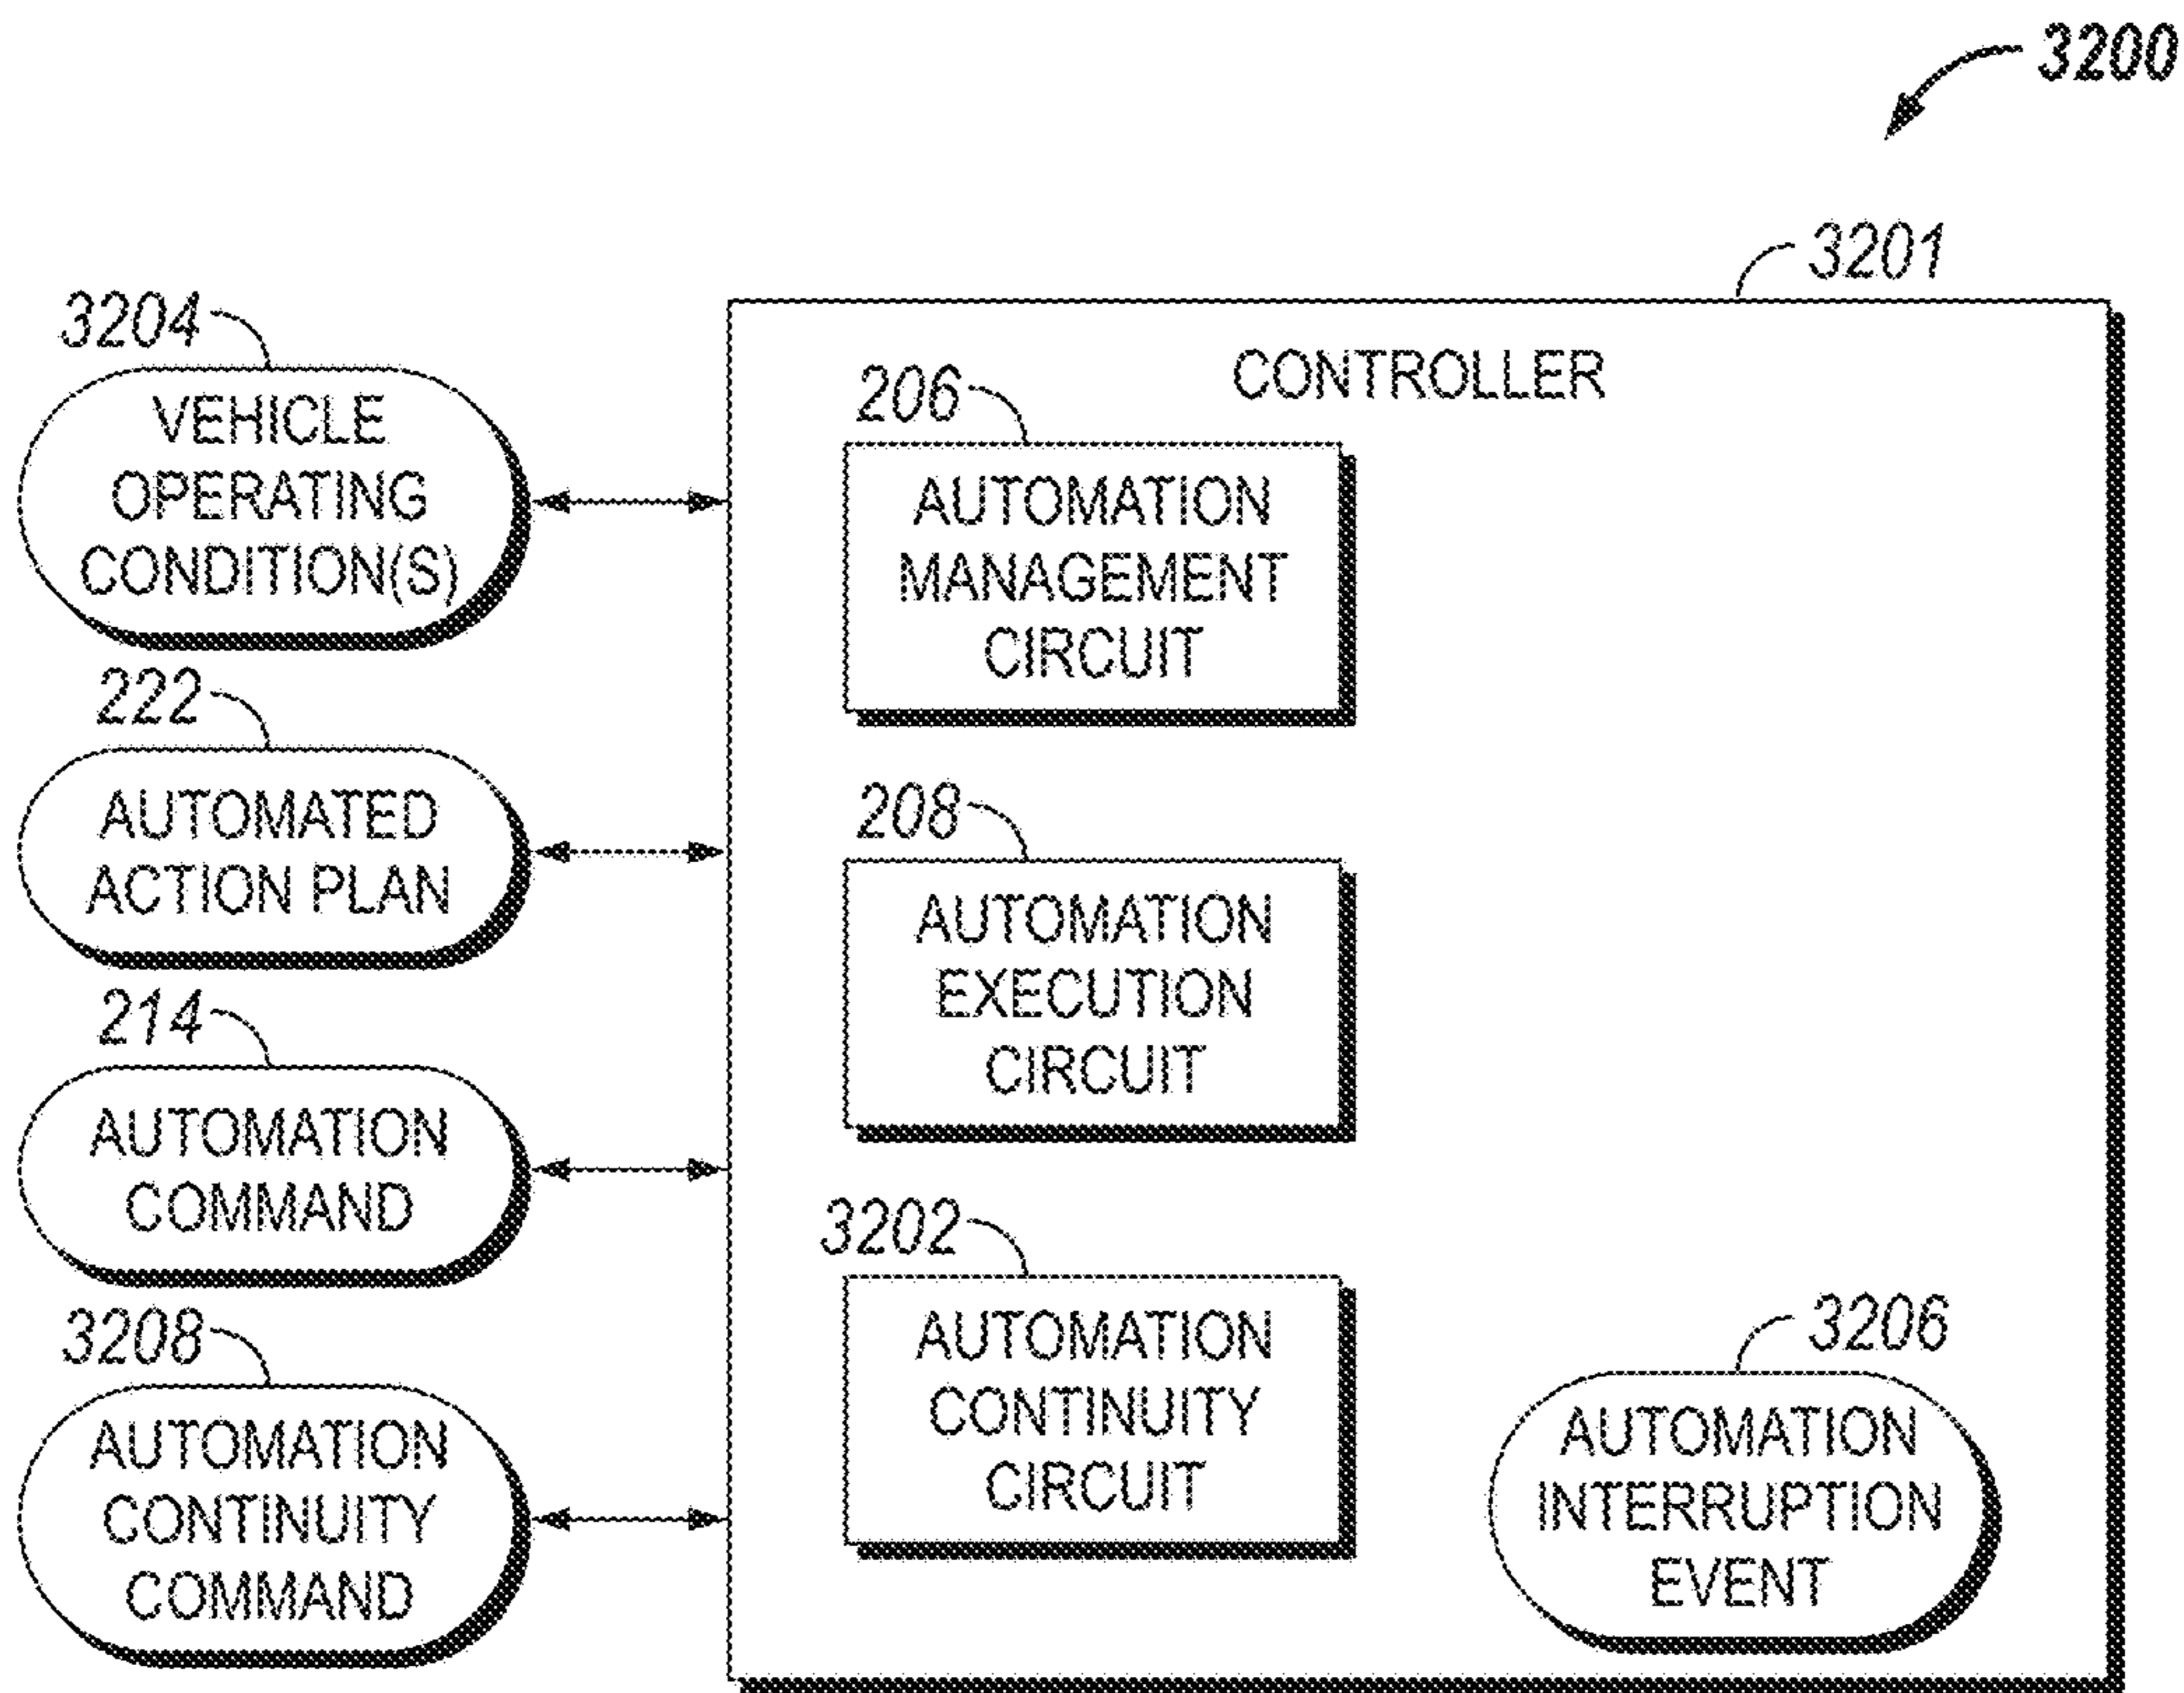 3200
3201
3204
VEHICLE
OPERATING
CONDITION(S)
222
AUTOMATED
ACTION PLAN
214
AUTOMATION
COMMAND
3208
AUTOMATION
CONTINUITY
COMMAND
CONTROLLER
206
AUTOMATION
MANAGEMENT
CIRCUIT
208
AUTOMATION
EXECUTION
CIRCUIT
3202
AUTOMATION
CONTINUITY
CIRCUIT
3206
AUTOMATION
INTERRUPTION
EVENT